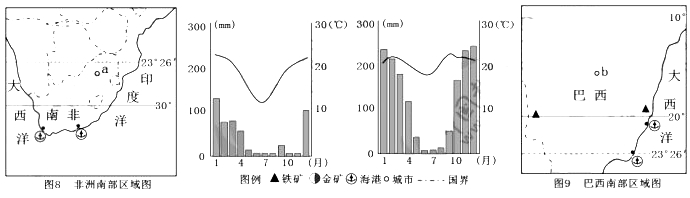 a
23°26′
30°
大
西
洋
印
度
洋
南 非
图8 非洲南部区域图
(mm)
30(℃)
300
200
100
0
20
10
1 4 7 10 (月)
(mm)
30(℃)
300
200
100
0
20
10
1 4 7 10 (月)
图例 ▲铁矿 金矿 海港 ○城市 国界
10°
b
巴 西
大
西
洋
20°
23°26′
图9 巴西南部区域图